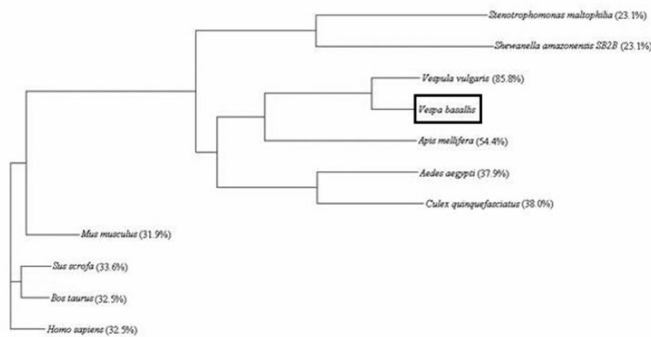 Stenotrophomonas maltophilia (23.1%)
Shewanella amazonensis SB2B (23.1%)
Vespula vulgaris (85.8%)
Vespa basallis
Apis mellifera (54.4%)
Aedes aegypti (37.9%)
Culex quinquefasciatus (38.0%)
Mus musculus (31.9%)
Sus scrofa (33.6%)
Bos taurus (32.5%)
Homo sapiens (32.5%)